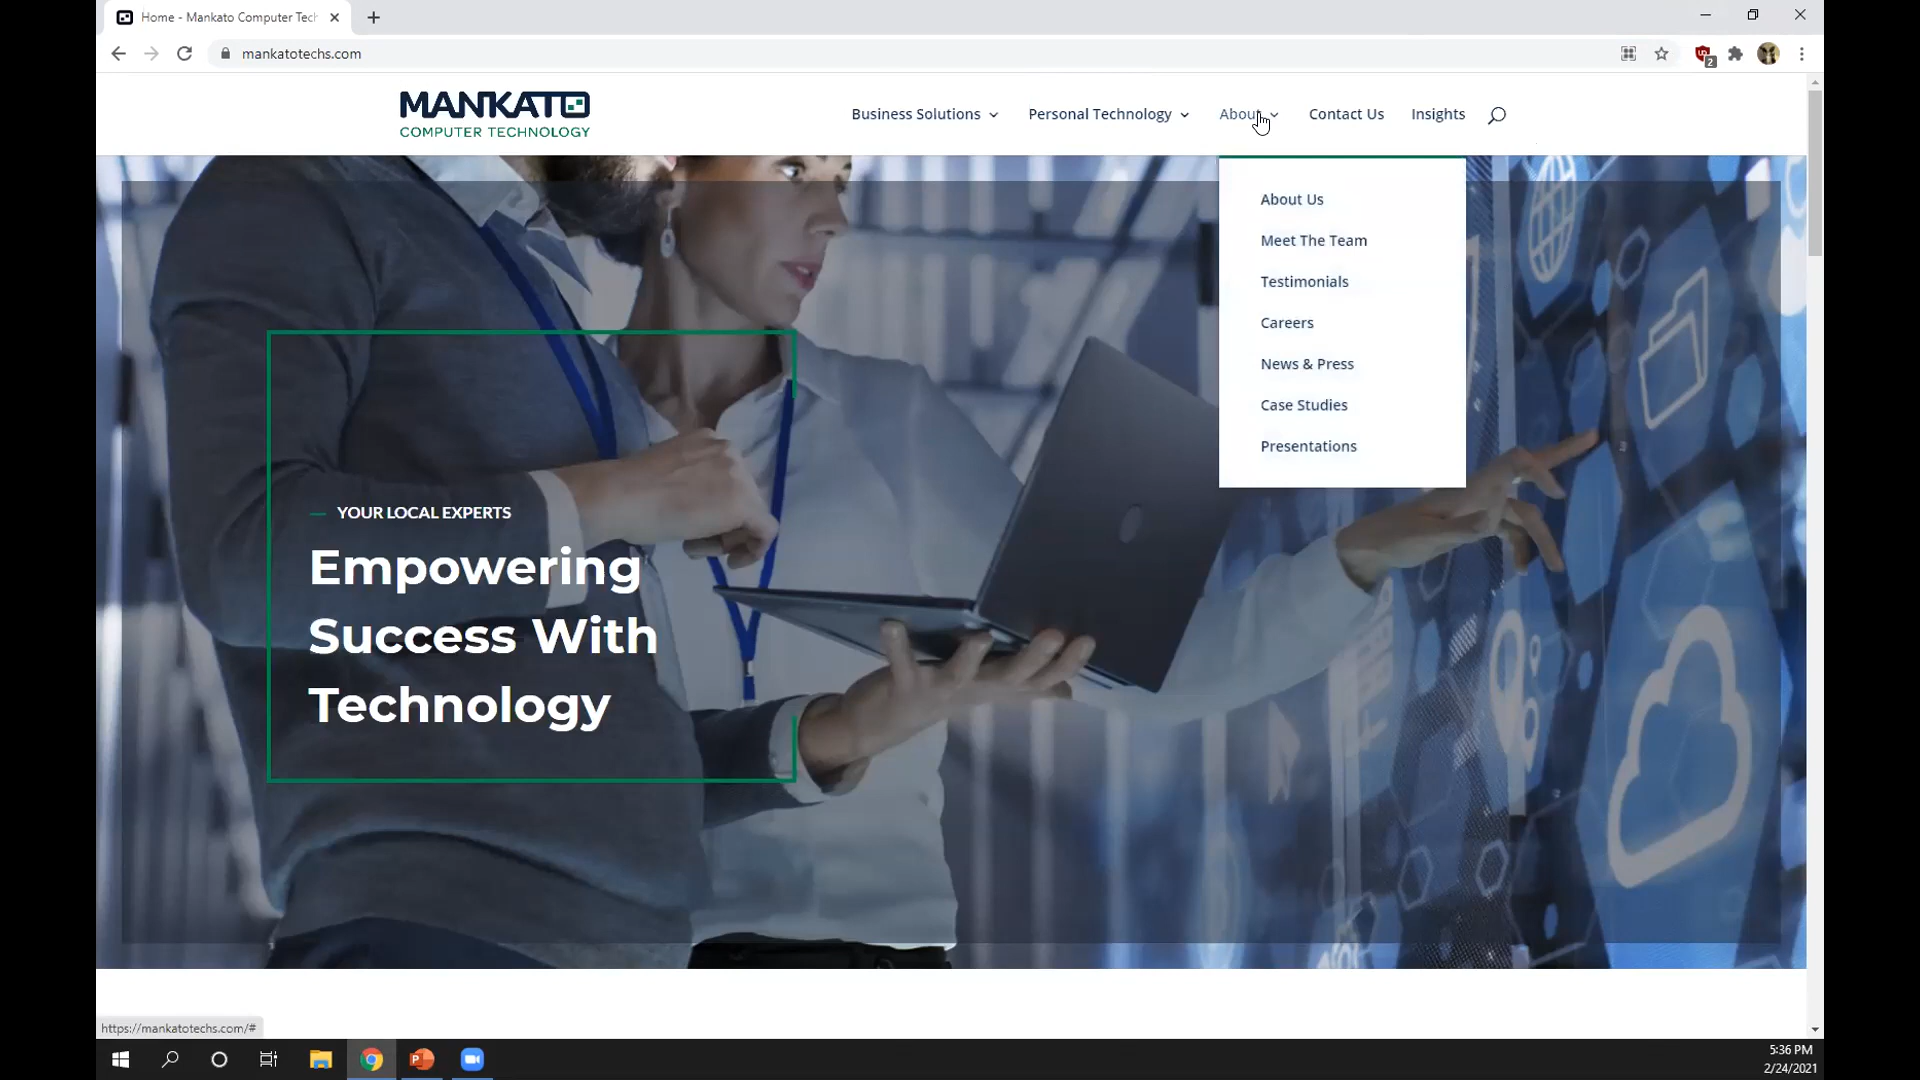 Home - Mankato Computer Tech
mankatotechs.com
2
MANKATO
COMPUTER TECHNOLOGY
Business Solutions
Personal Technology
About
Contact Us
Insights
About Us
Meet The Team
Testimonials
Careers
News & Press
Case Studies
Presentations
YOUR LOCAL EXPERTS
Empowering
Success With
Technology
https://mankatotechs.com/#
5:36 PM
2/24/2021